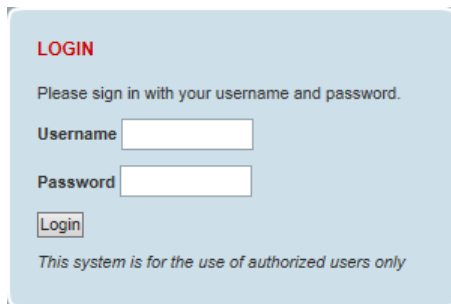 LOGIN
Please sign in with your username and password.
Username
Password
Login
This system is for the use of authorized users only